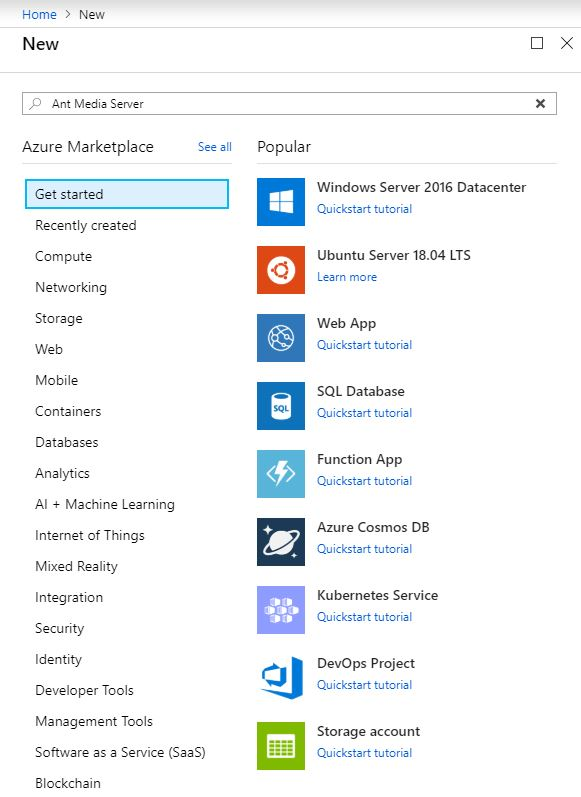 Home > New
New
Ant Media Server
Azure Marketplace
See all
Get started
Recently created
Compute
Networking
Storage
Web
Mobile
Containers
Databases
Analytics
AI + Machine Learning
Internet of Things
Mixed Reality
Integration
Security
Identity
Developer Tools
Management Tools
Software as a Service (SaaS)
Blockchain
Popular
Windows Server 2016 Datacenter
Quickstart tutorial
Ubuntu Server 18.04 LTS
Learn more
Web App
Quickstart tutorial
SQL
SQL Database
Quickstart tutorial
Function App
Quickstart tutorial
Azure Cosmos DB
Quickstart tutorial
Kubernetes Service
Quickstart tutorial
DevOps Project
Quickstart tutorial
Storage account
Quickstart tutorial